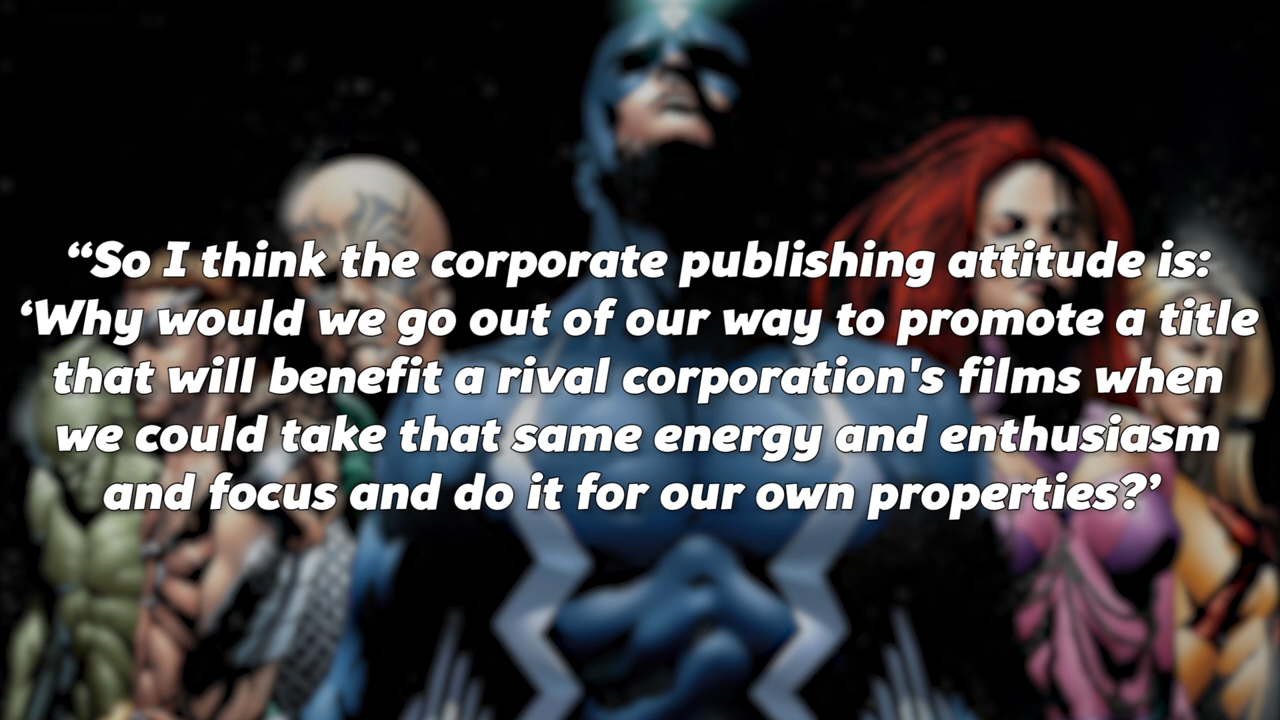 “So I think the corporate publishing attitude is:
‘Why would we go out of our way to promote a title
that will benefit a rival corporation's films when
we could take that same energy and enthusiasm
and focus and do it for our own properties?’